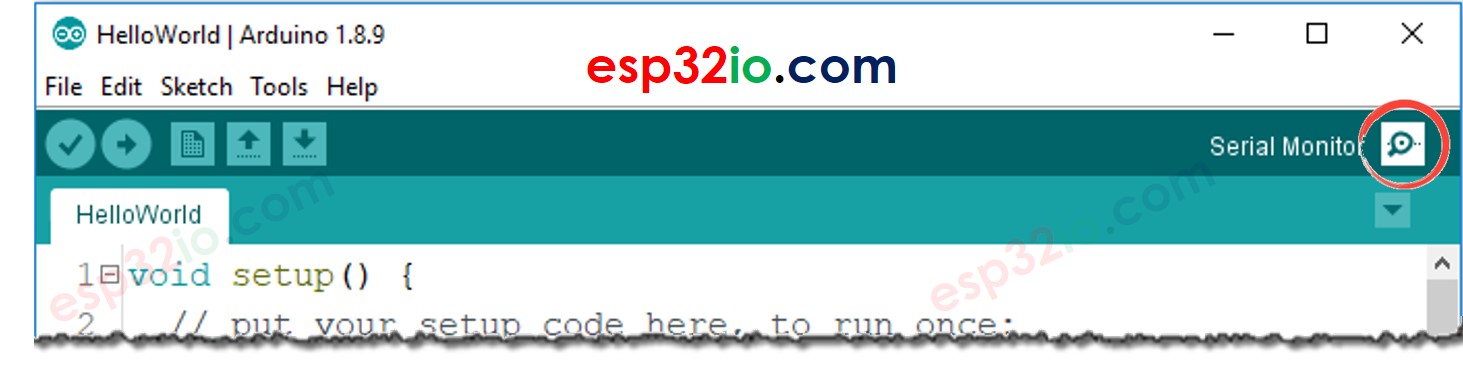 HelloWorld | Arduino 1.8.9
esp32io.com
File Edit Sketch Tools Help
Serial Monitor
HelloWorld
esp32io.com
esp32io.com
1 void setup() {
2 // put your setup code here, to run once: